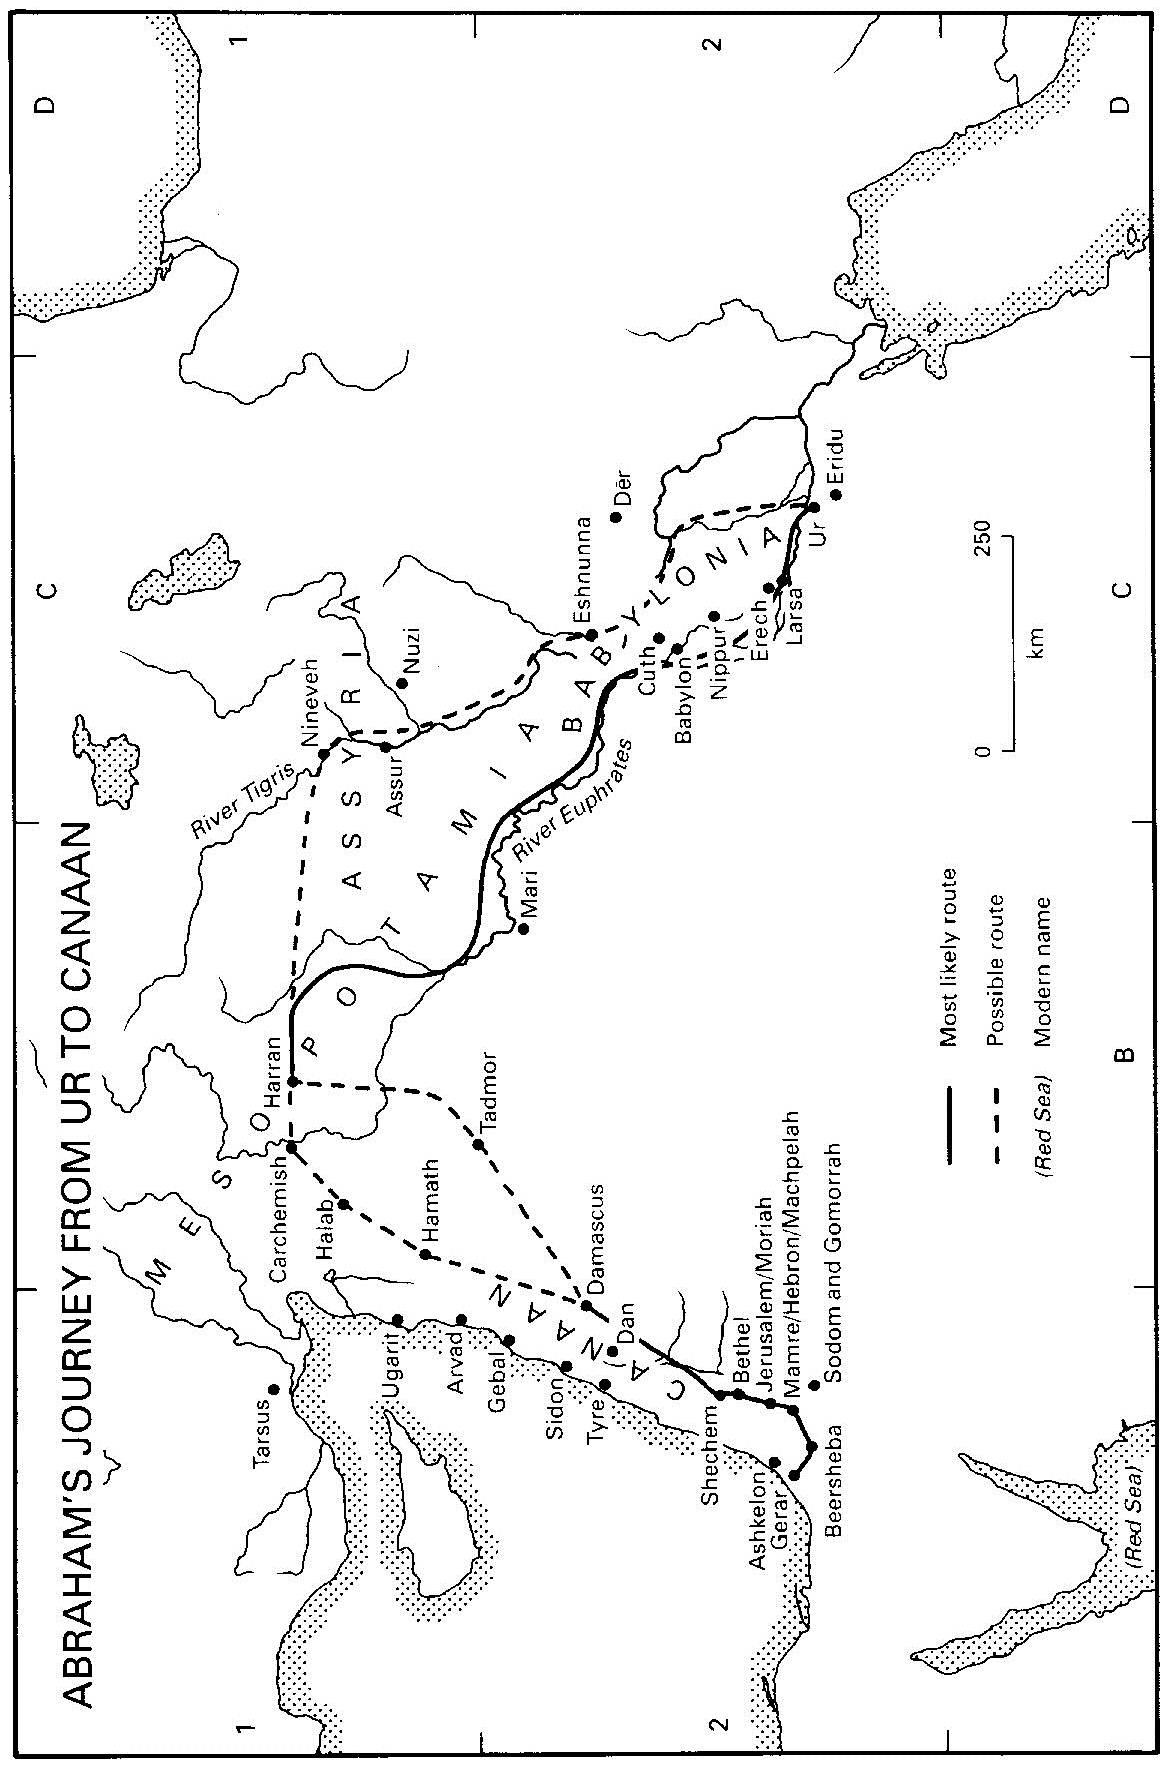 ABRAHAM'S JOURNEY FROM UR TO CANAAN
1
1
2
2
B
C
C
D
D
MESOPOTAMIA
ASSYRIA
BABYLONIA
CANAAN
BAB
Tarsus
Carchemish
Harran
Halab
Hamath
Tadmor
Ugarit
Arvad
Gebal
Sidon
Tyre
Damascus
Dan
Shechem
Bethel
Jerusalem/Moriah
Mamre/Hebron/Machpelah
Sodom and Gomorrah
Ashkelon
Gerar
Beersheba
(Red Sea)
River Tigris
Nineveh
Nuzi
Assur
Mari
River Euphrates
Eshnunna
Dēr
Cuth
Babylon
Nippur
Erech
Larsa
Ur
Eridu
Most likely route
Possible route
(Red Sea) Modern name
0 250
km